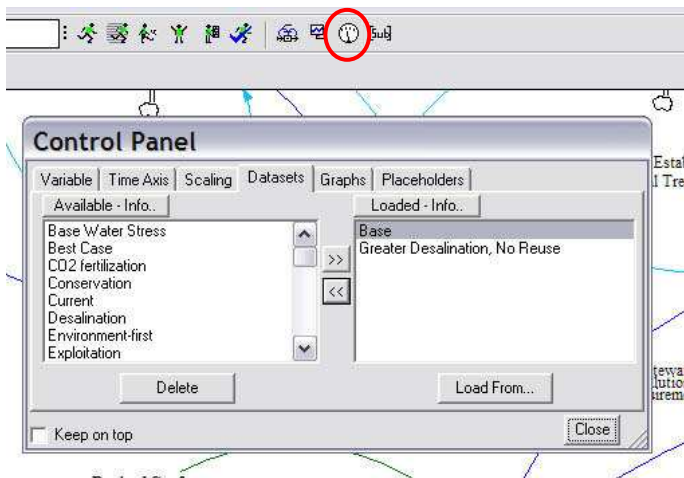 [Sub]
Control Panel
Variable Time Axis Scaling Datasets Graphs Placeholders
Available - Info..
Base Water Stress
Best Case
CO2 fertilization
Conservation
Current
Desalination
Environment-first
Exploitation
>>
<<
Delete
Loaded - Info..
Base
Greater Desalination, No Reuse
Load From...
Keep on top
Close